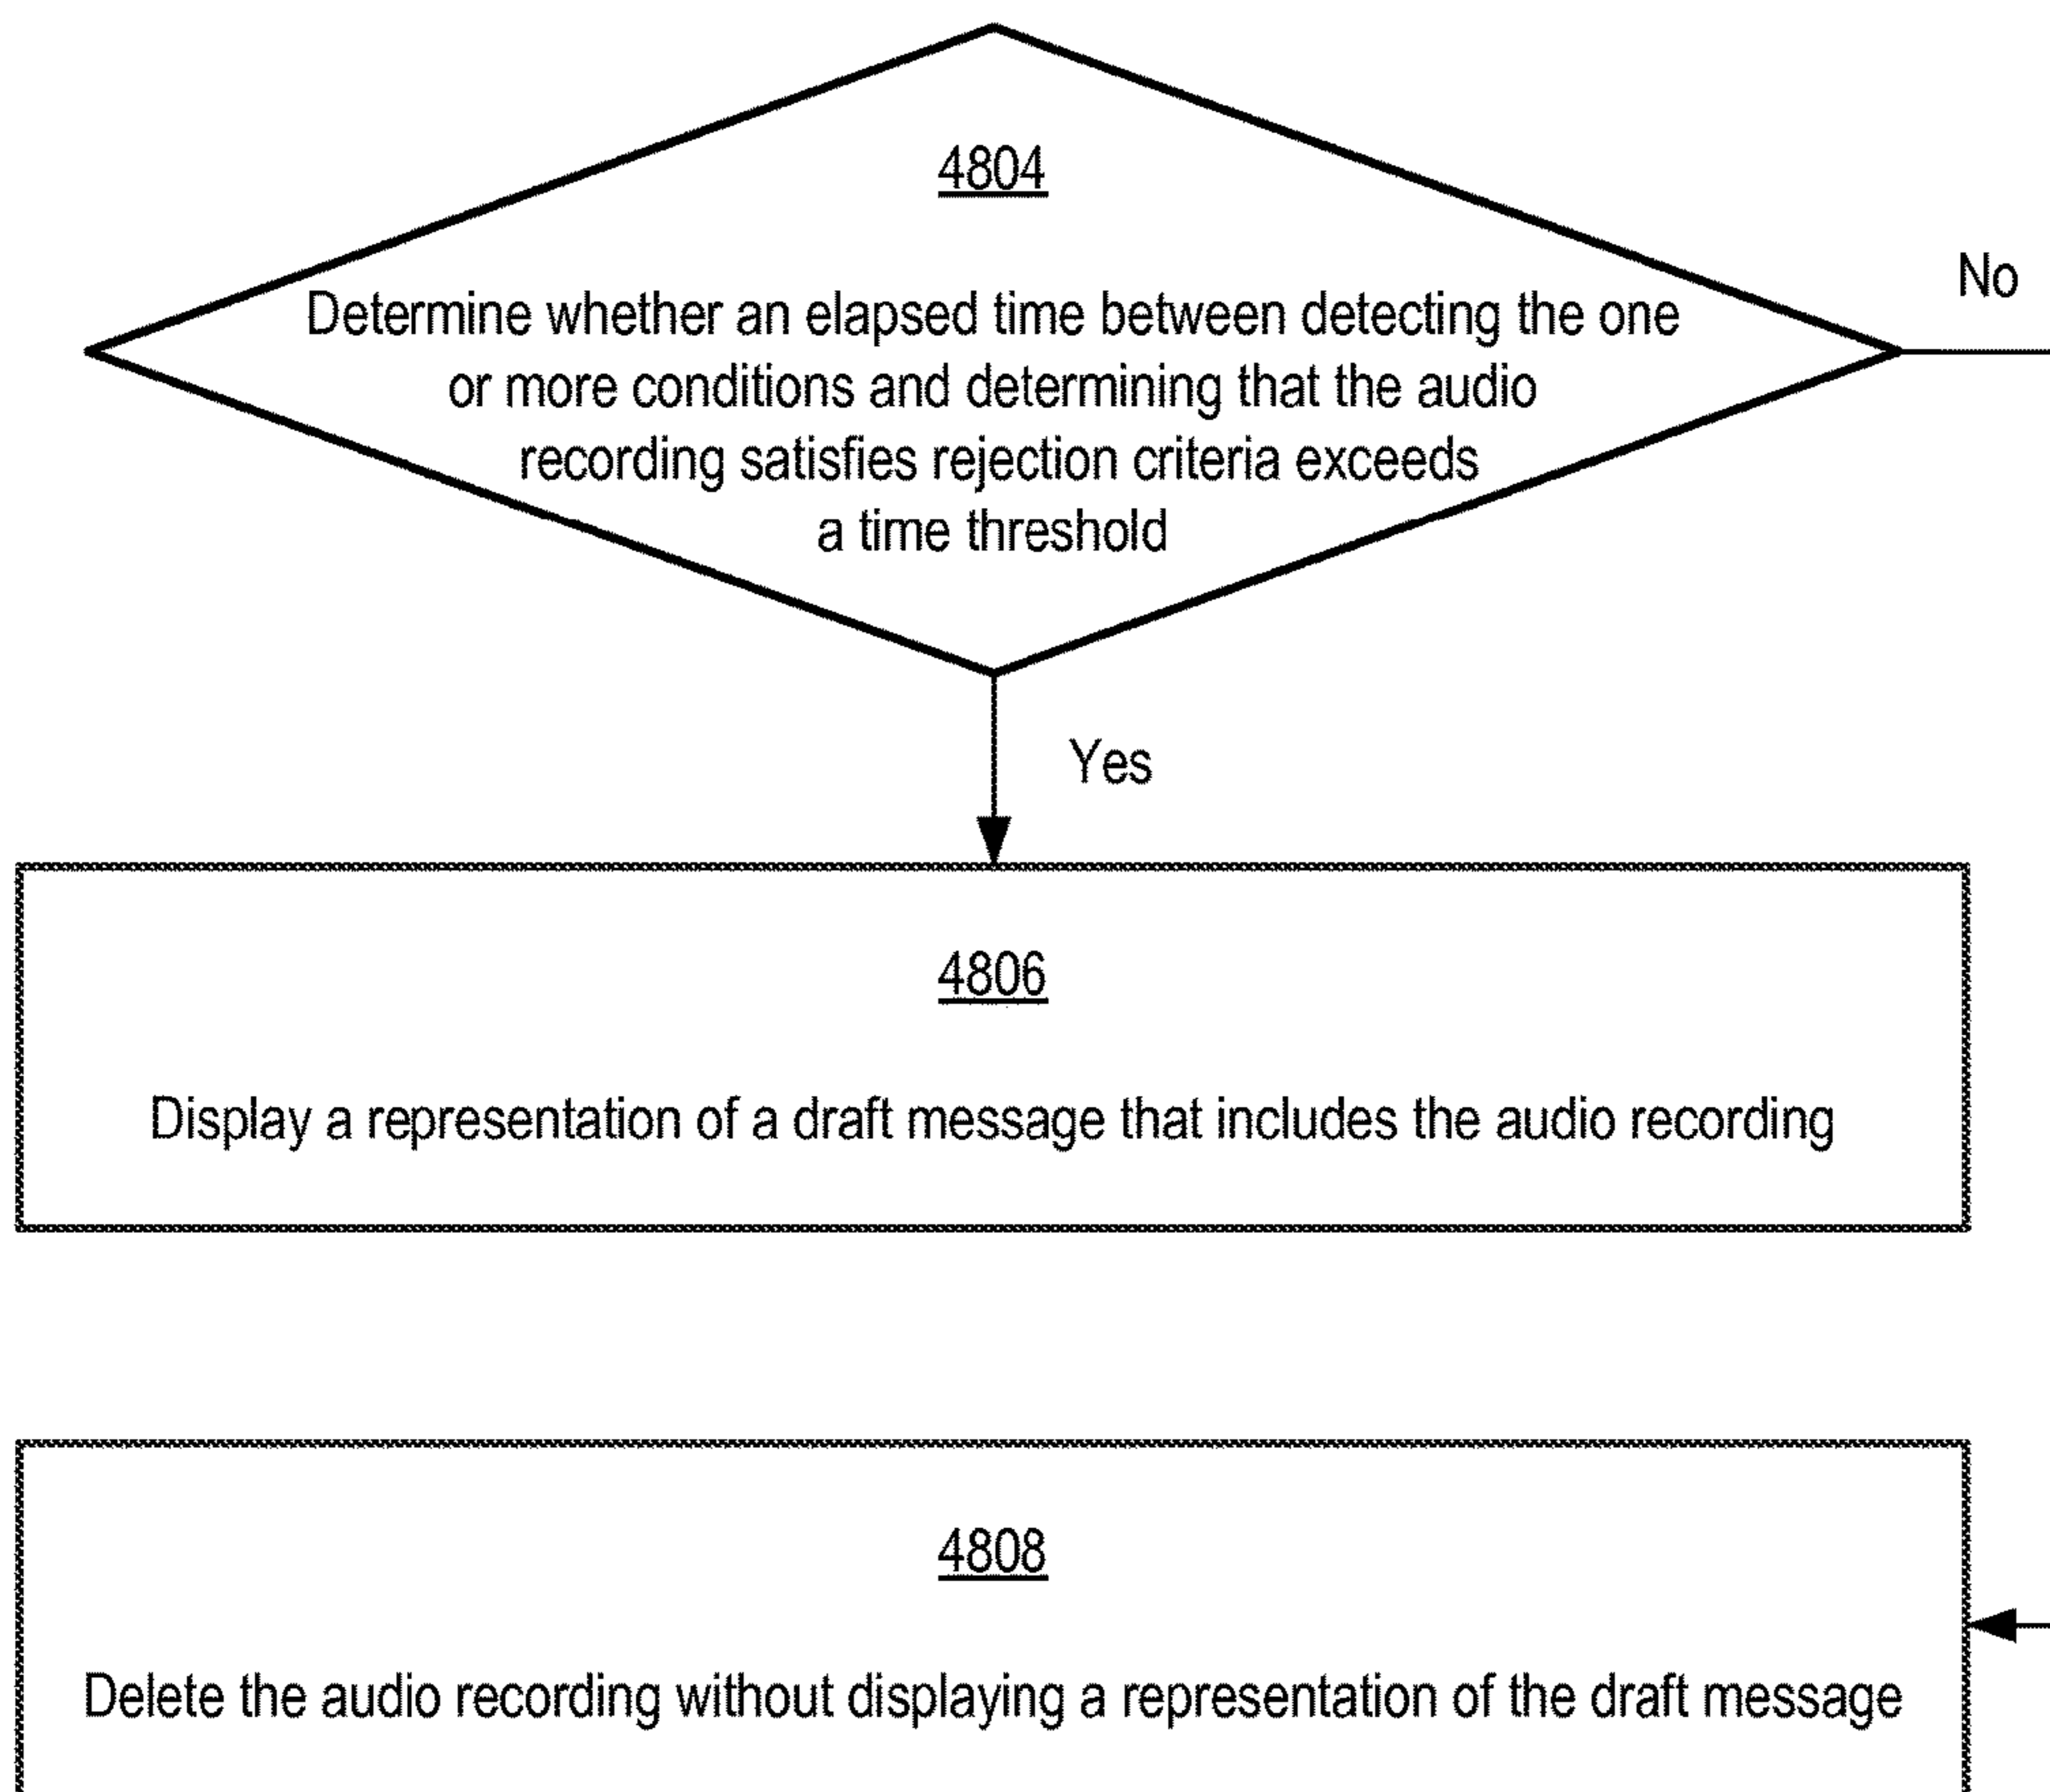 4804
Determine whether an elapsed time between detecting the one
or more conditions and determining that the audio
recording satisfies rejection criteria exceeds
a time threshold
No
Yes
4806
Display a representation of a draft message that includes the audio recording
4808
Delete the audio recording without displaying a representation of the draft message